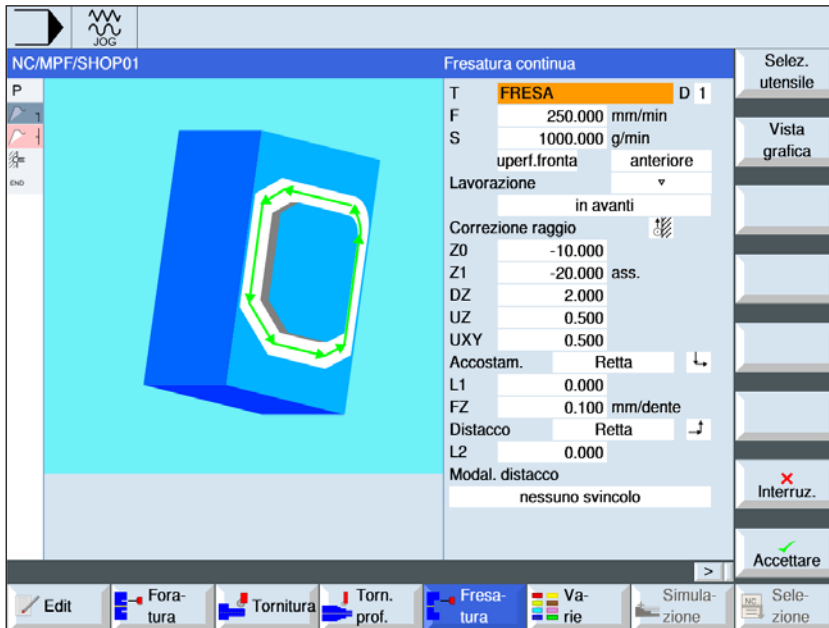 JOG
NC/MPF/SHOP01
Fresatura continua
Selez.
utensile
P
1
END
T FRESA D 1
F 250.000 mm/min
S 1000.000 g/min
uperf.fronta anteriore
Lavorazione ▿
in avanti
Correzione raggio
Z0 -10.000
Z1 -20.000 ass.
DZ 2.000
UZ 0.500
UXY 0.500
Accostam. Retta
L1 0.000
FZ 0.100 mm/dente
Distacco Retta
L2 0.000
Modal. distacco
nessuno svincolo
Vista
grafica
Interruz.
Accettare
>
Edit
Fora-
tura
Tornitura
Torn.
prof.
Fresa-
tura
Va-
rie
Simula-
zione
NC
Sele-
zione